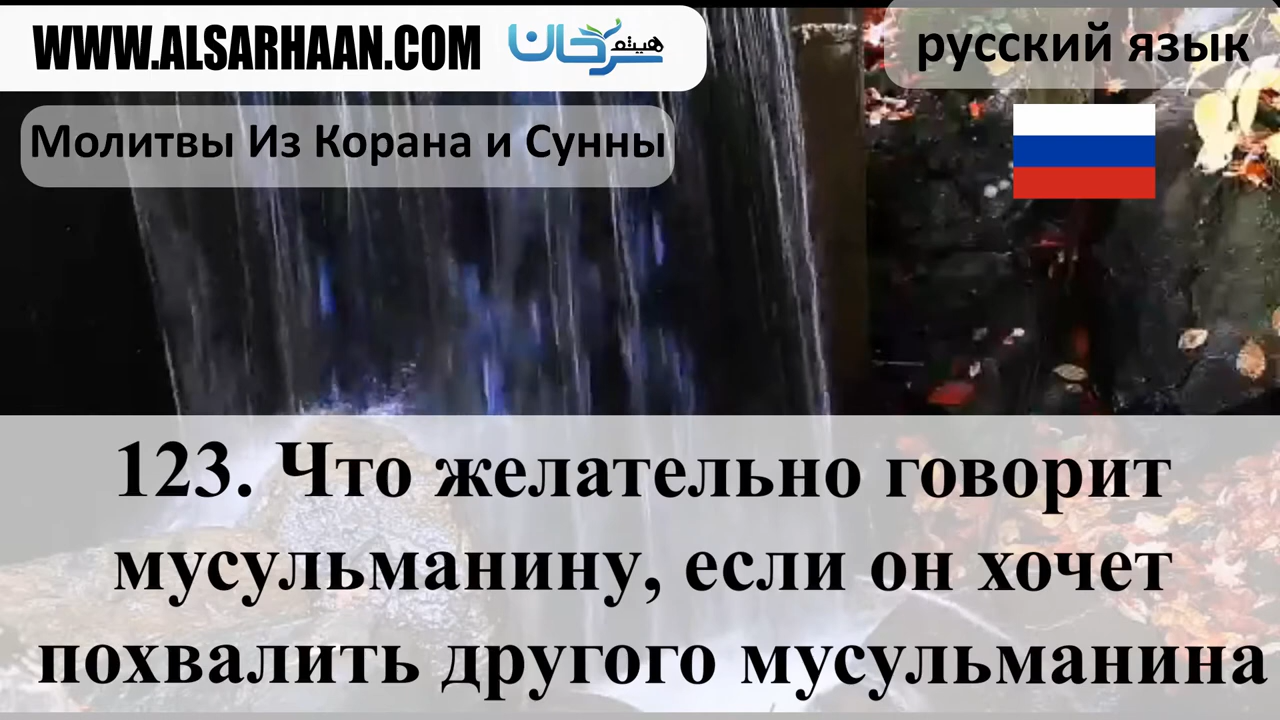 WWW.ALSARHAAN.COM هيثم سرحان
русский язык
Молитвы Из Корана и Сунны
123. Что желательно говорит
мусульманину, если он хочет
похвалить другого мусульманина